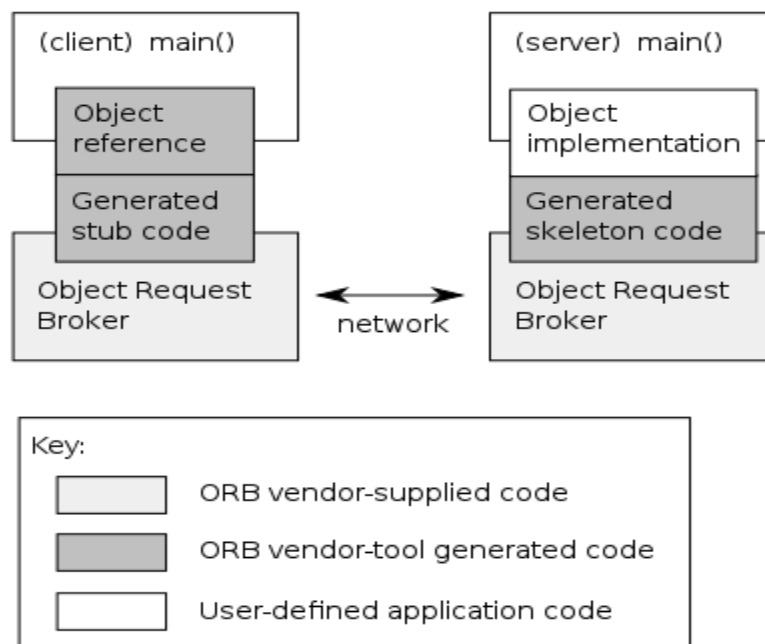 (client) main()
Object
reference
Generated
stub code
Object Request
Broker
network
(server) main()
Object
implementation
Generated
skeleton code
Object Request
Broker
Key:
ORB vendor-supplied code
ORB vendor-tool generated code
User-defined application code